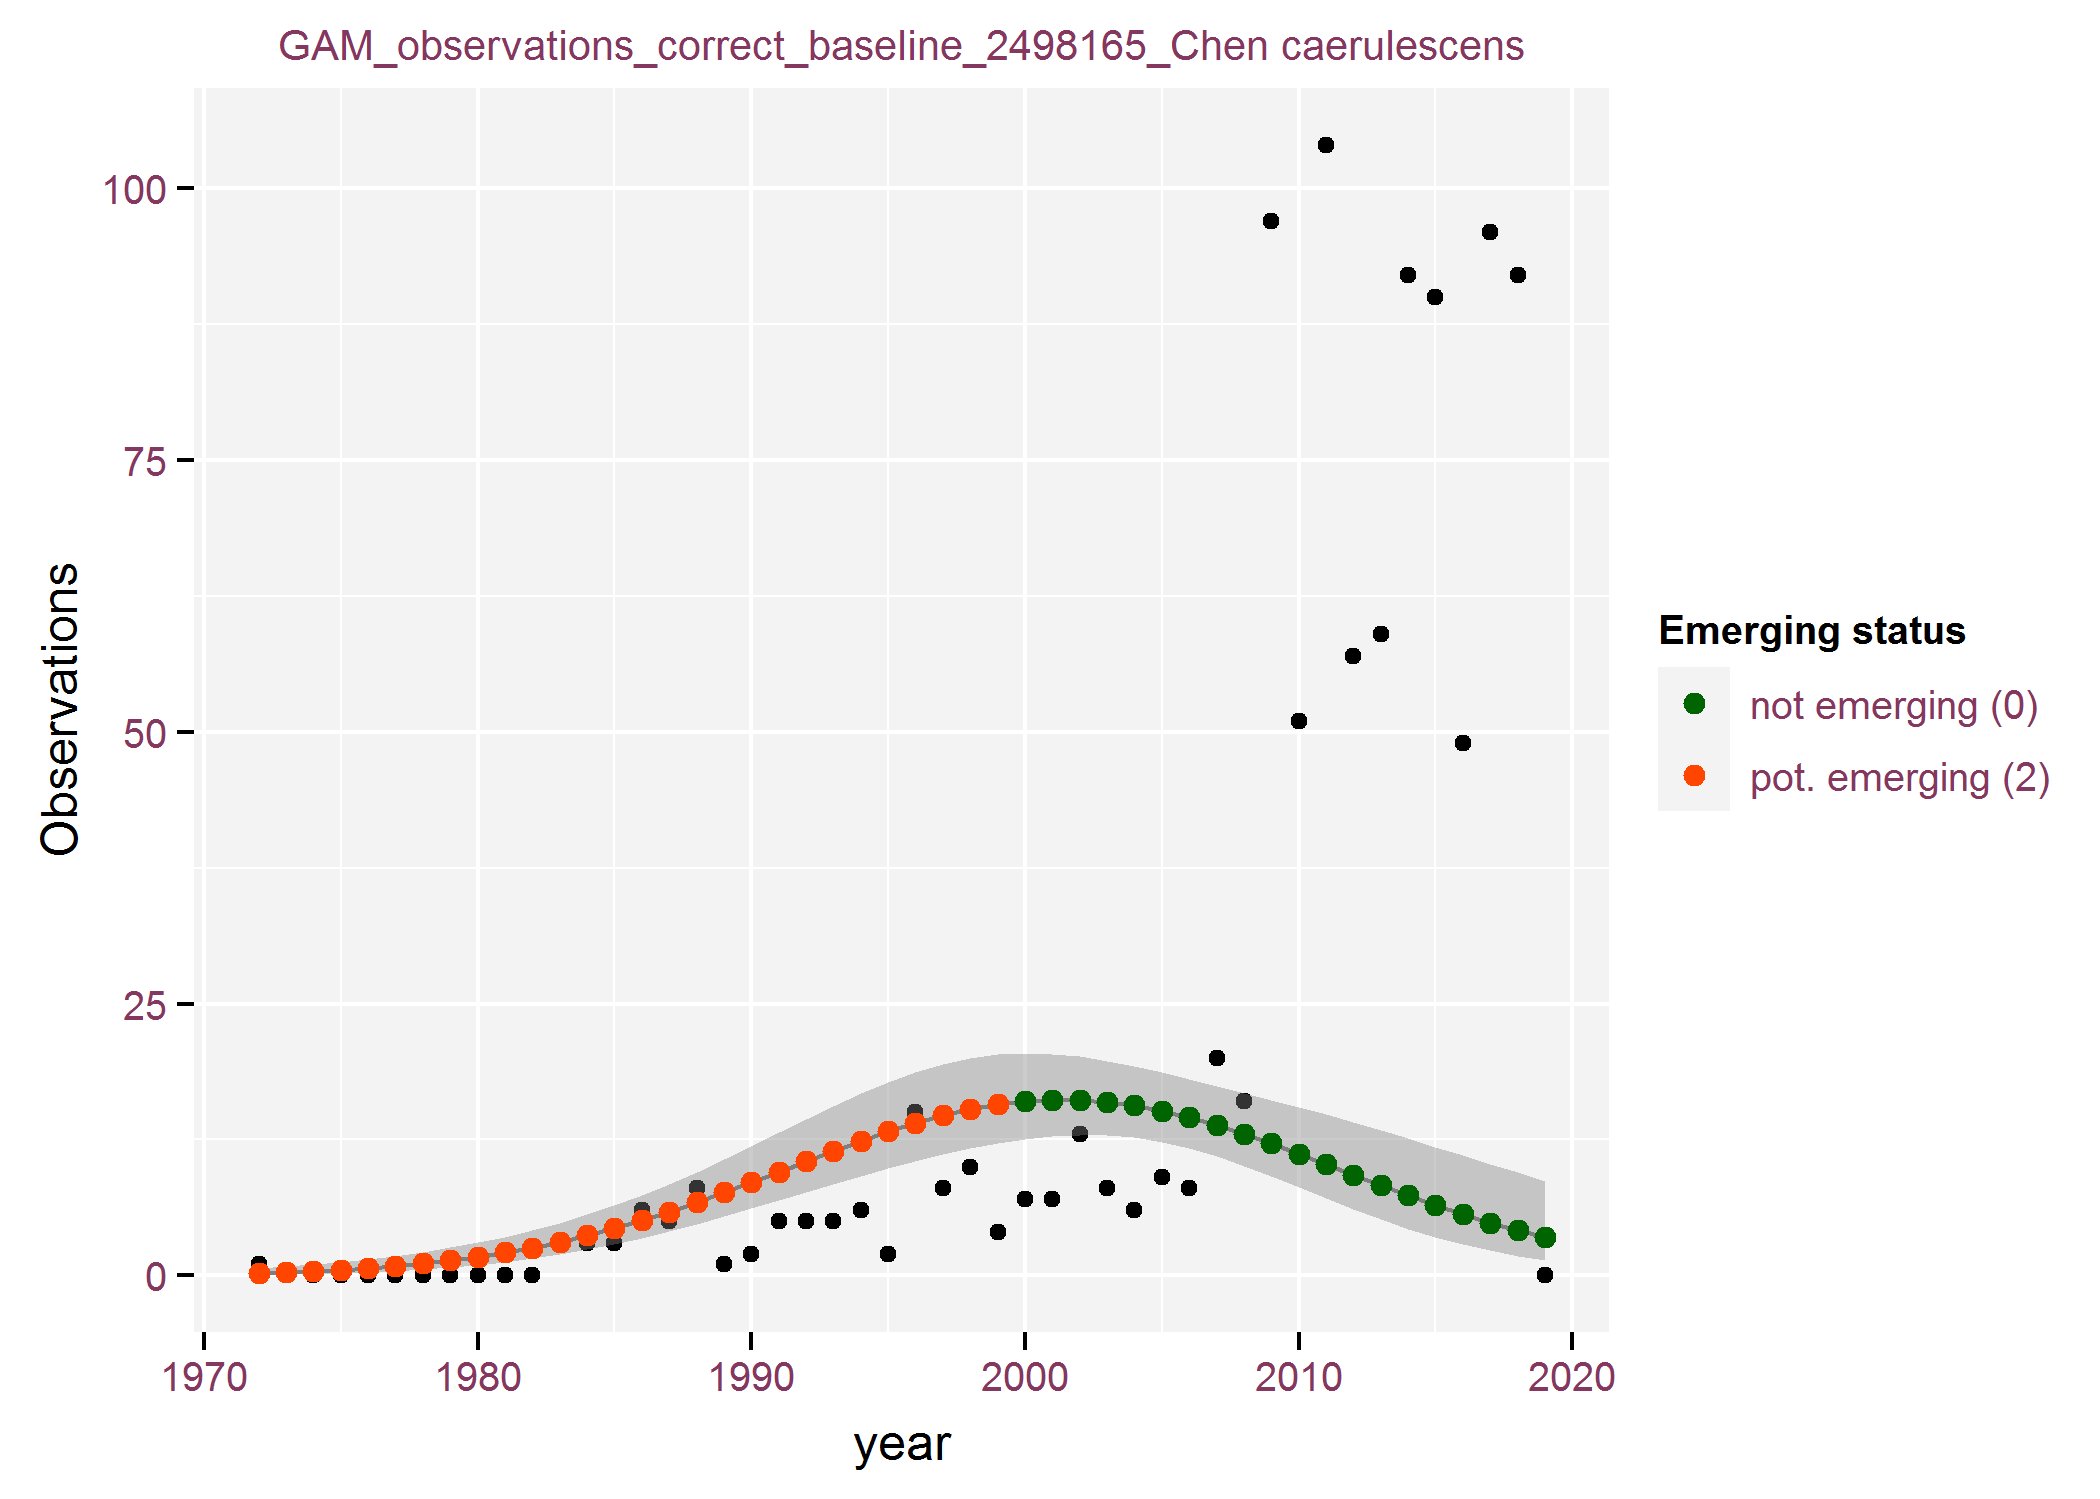 GAM_observations_correct_baseline_2498165_Chen caerulescens
Observations
100
75
50
25
0
1970 1980 1990 2000 2010 2020
year
Emerging status
not emerging (0)
pot. emerging (2)